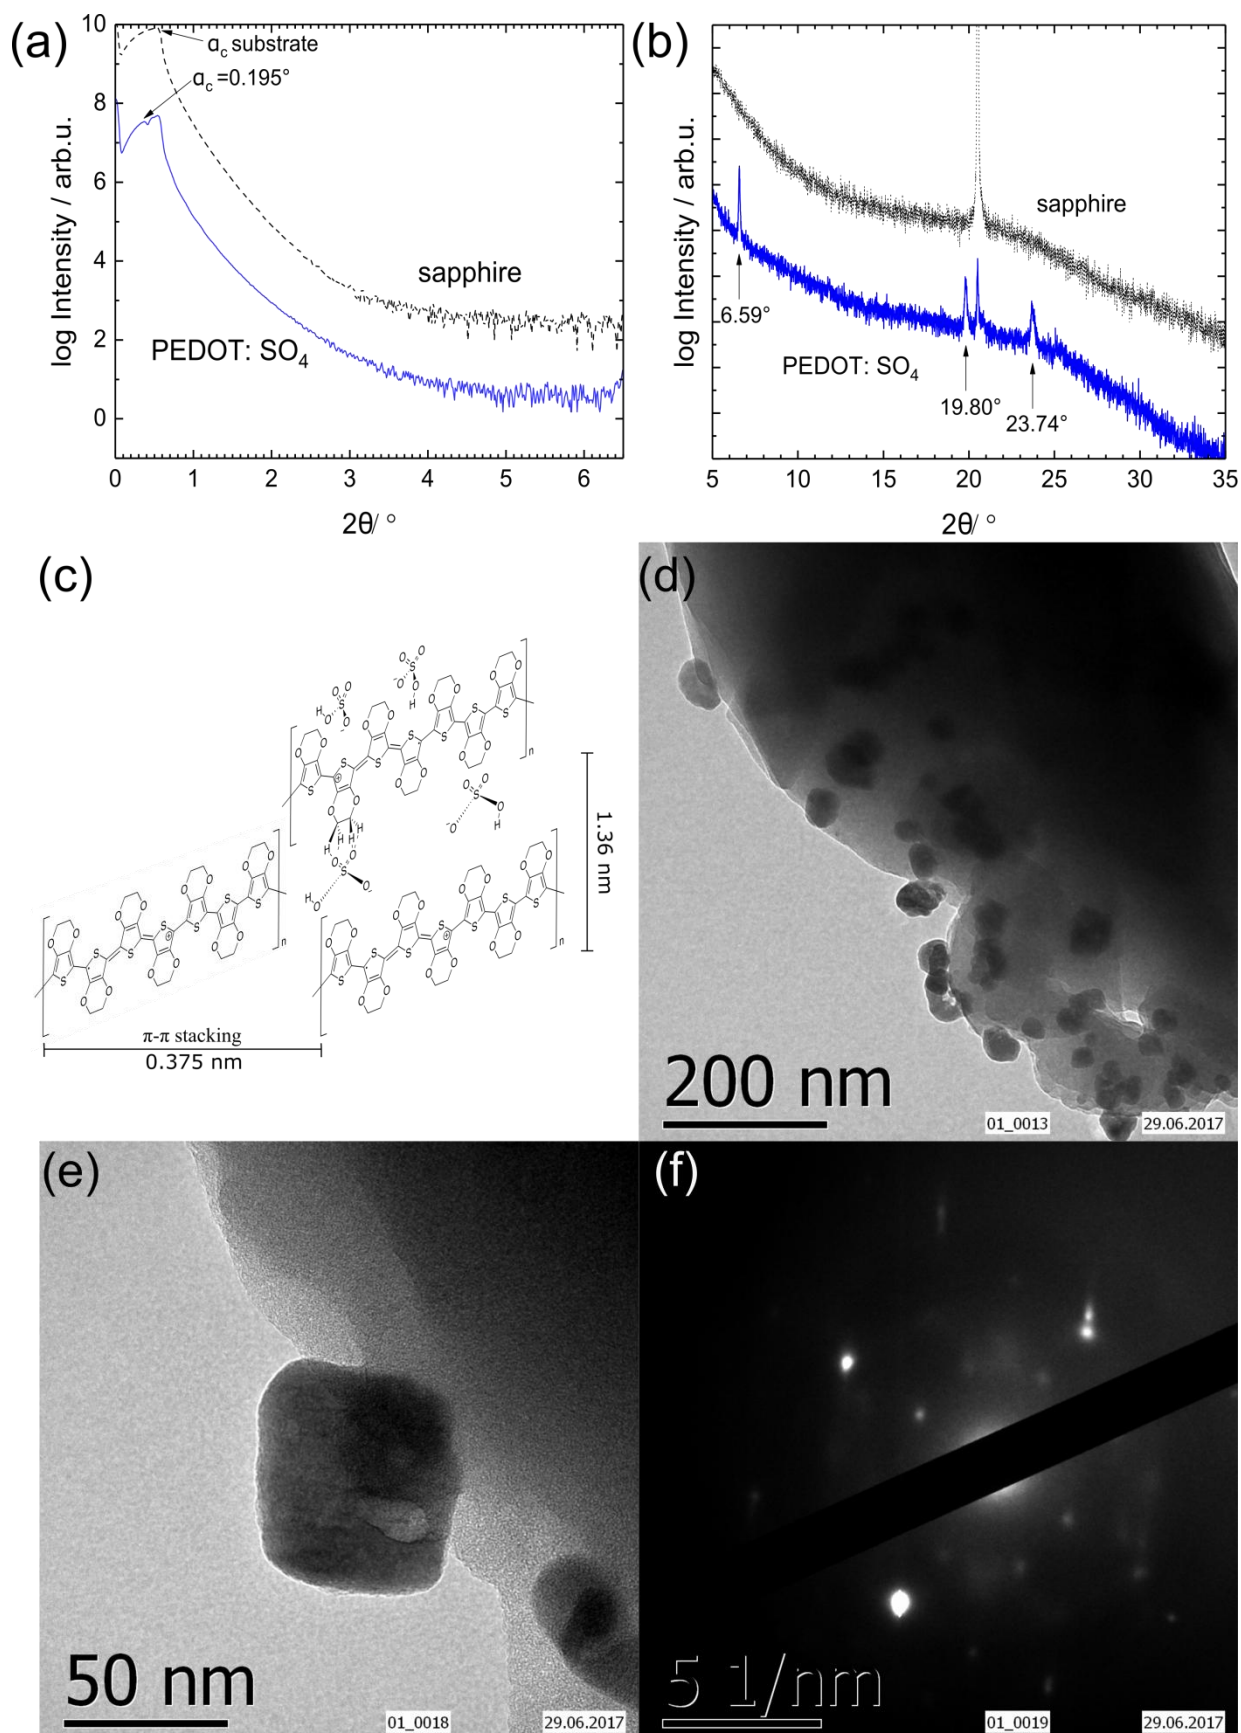 (a)
10
8
6
4
2
0
log Intensity / arb.u.
α_c substrate
α_c =0.195°
sapphire
PEDOT: SO₄
0 1 2 3 4 5 6
2θ/ °
(b)
log Intensity / arb.u.
sapphire
6.59°
PEDOT: SO₄
19.80°
23.74°
5 10 15 20 25 30 35
2θ/ °
(c)
1.36 nm
π-π stacking
0.375 nm
(d)
200 nm
01_0013
29.06.2017
(e)
50 nm
01_0018
29.06.2017
(f)
5 1/nm
01_0019
29.06.2017